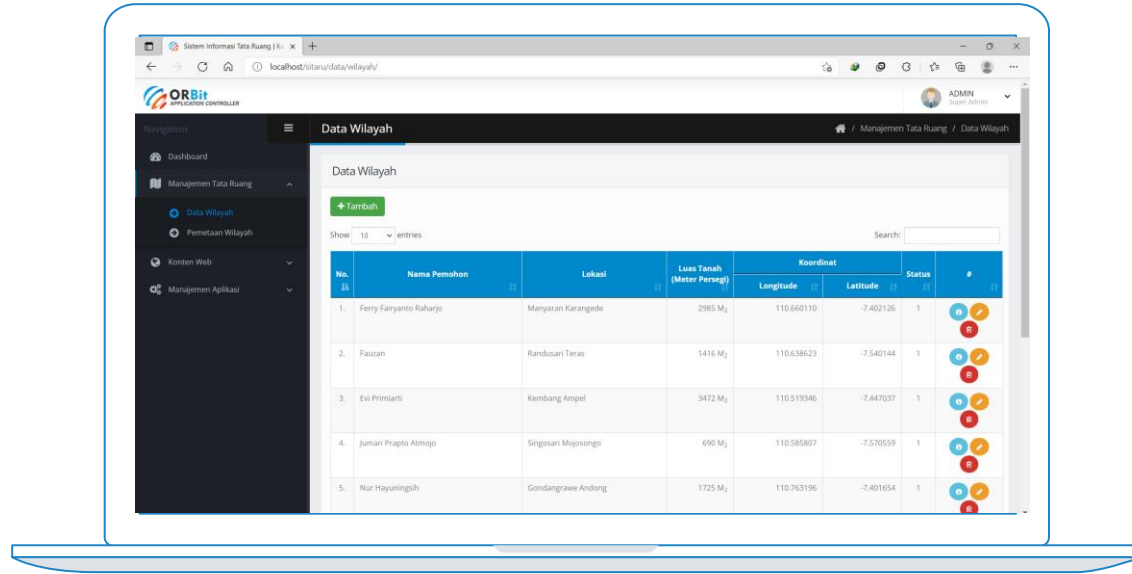 Sistem Informasi Tata Ruang | Ka
localhost/sitaru/data/wilayah/
ORBit
APPLICATION CONTROLLER
ADMIN
Super Admin
Navigation
Data Wilayah
/ Manajemen Tata Ruang / Data Wilayah
Dashboard
Manajemen Tata Ruang
Data Wilayah
Pemetaan Wilayah
Konten Web
Manajemen Aplikasi
Data Wilayah
+ Tambah
Show 10 entries
Search:
No. Nama Pemohon Lokasi Luas Tanah (Meter Persegi) Koordinat Status #
Longitude Latitude
1. Ferry Fairyanto Raharjo Manyaran Karangede 2985 M2 110.660110 -7.402126 1
2. Fauzan Randusari Teras 1416 M2 110.638623 -7.540144 1
3. Evi Primiarti Kembang Ampel 3472 M2 110.519346 -7.447037 1
4. Jumari Prapto Atmojo Singosari Mojosongo 690 M2 110.585807 -7.570559 1
5. Nur Hayuningsih Gondangrawe Andong 1725 M2 110.763196 -7.401654 1